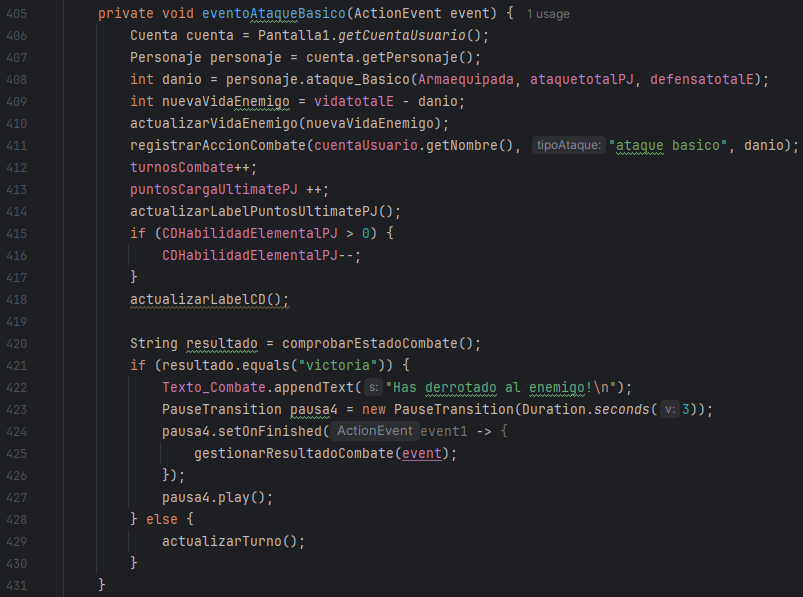 405 private void eventoAtaqueBasico(ActionEvent event) { 1 usage
406 Cuenta cuenta = Pantalla1.getCuentaUsuario();
407 Personaje personaje = cuenta.getPersonaje();
408 int danio = personaje.ataque_Basico(Armaequipada, ataquetotalPJ, defensatotalE);
409 int nuevaVidaEnemigo = vidatotalE - danio;
410 actualizarVidaEnemigo(nuevaVidaEnemigo);
411 registrarAccionCombate(cuentaUsuario.getNombre(), tipoAtaque: "ataque basico", danio);
412 turnosCombate++;
413 puntosCargaUltimatePJ ++;
414 actualizarLabelPuntosUltimatePJ();
415 if (CDHabilidadElementalPJ > 0) {
416 CDHabilidadElementalPJ--;
417 }
418 actualizarLabelCD();
419
420 String resultado = comprobarEstadoCombate();
421 if (resultado.equals("victoria")) {
422 Texto_Combate.appendText( s: "Has derrotado al enemigo!\n");
423 PauseTransition pausa4 = new PauseTransition(Duration.seconds( v: 3));
424 pausa4.setOnFinished( ActionEvent event1 -> {
425 gestionarResultadoCombate(event);
426 });
427 pausa4.play();
428 } else {
429 actualizarTurno();
430 }
431 }